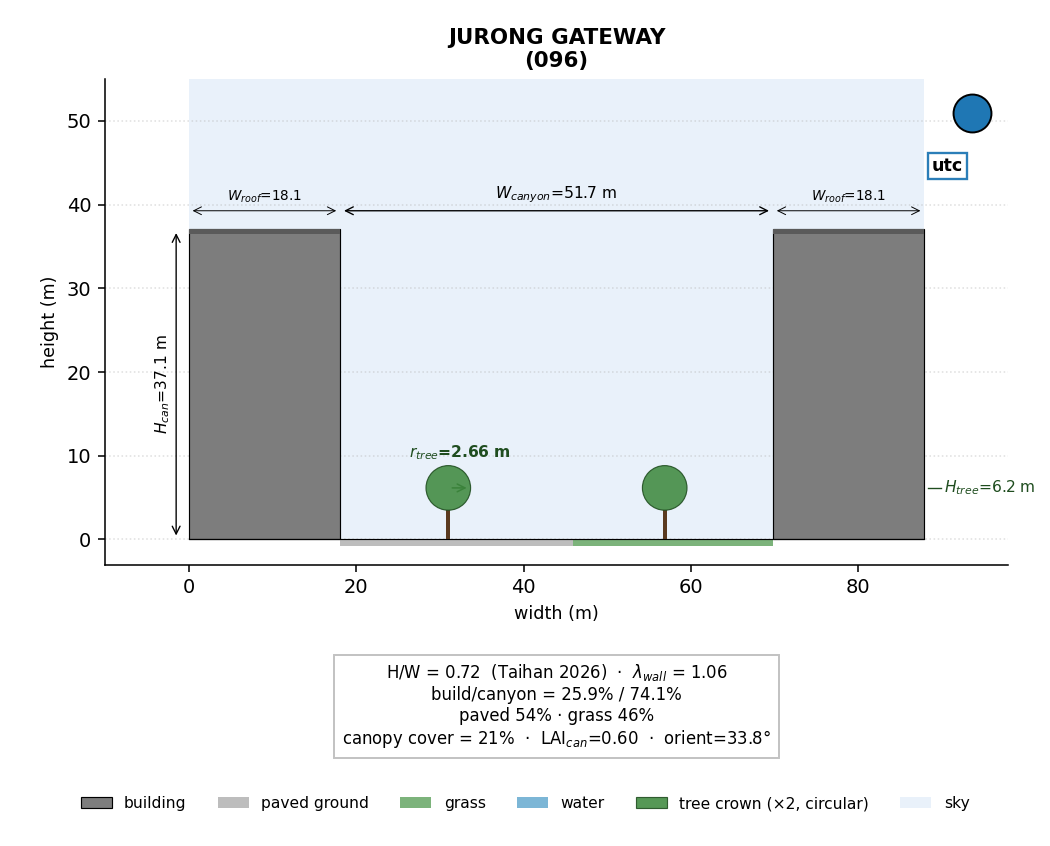 JURONG GATEWAY
(096)
50
utc
W_roof=18.1
W_canyon=51.7 m
W_roof=18.1
40
30
20
10
0
height (m)
H_can=37.1 m
r_tree=2.66 m
H_tree=6.2 m
0
20
40
60
80
width (m)
H/W = 0.72 (Taihan 2026) · λ_wall = 1.06
build/canyon = 25.9% / 74.1%
paved 54% · grass 46%
canopy cover = 21% · LAI_can=0.60 · orient=33.8°
building
paved ground
grass
water
tree crown (×2, circular)
sky